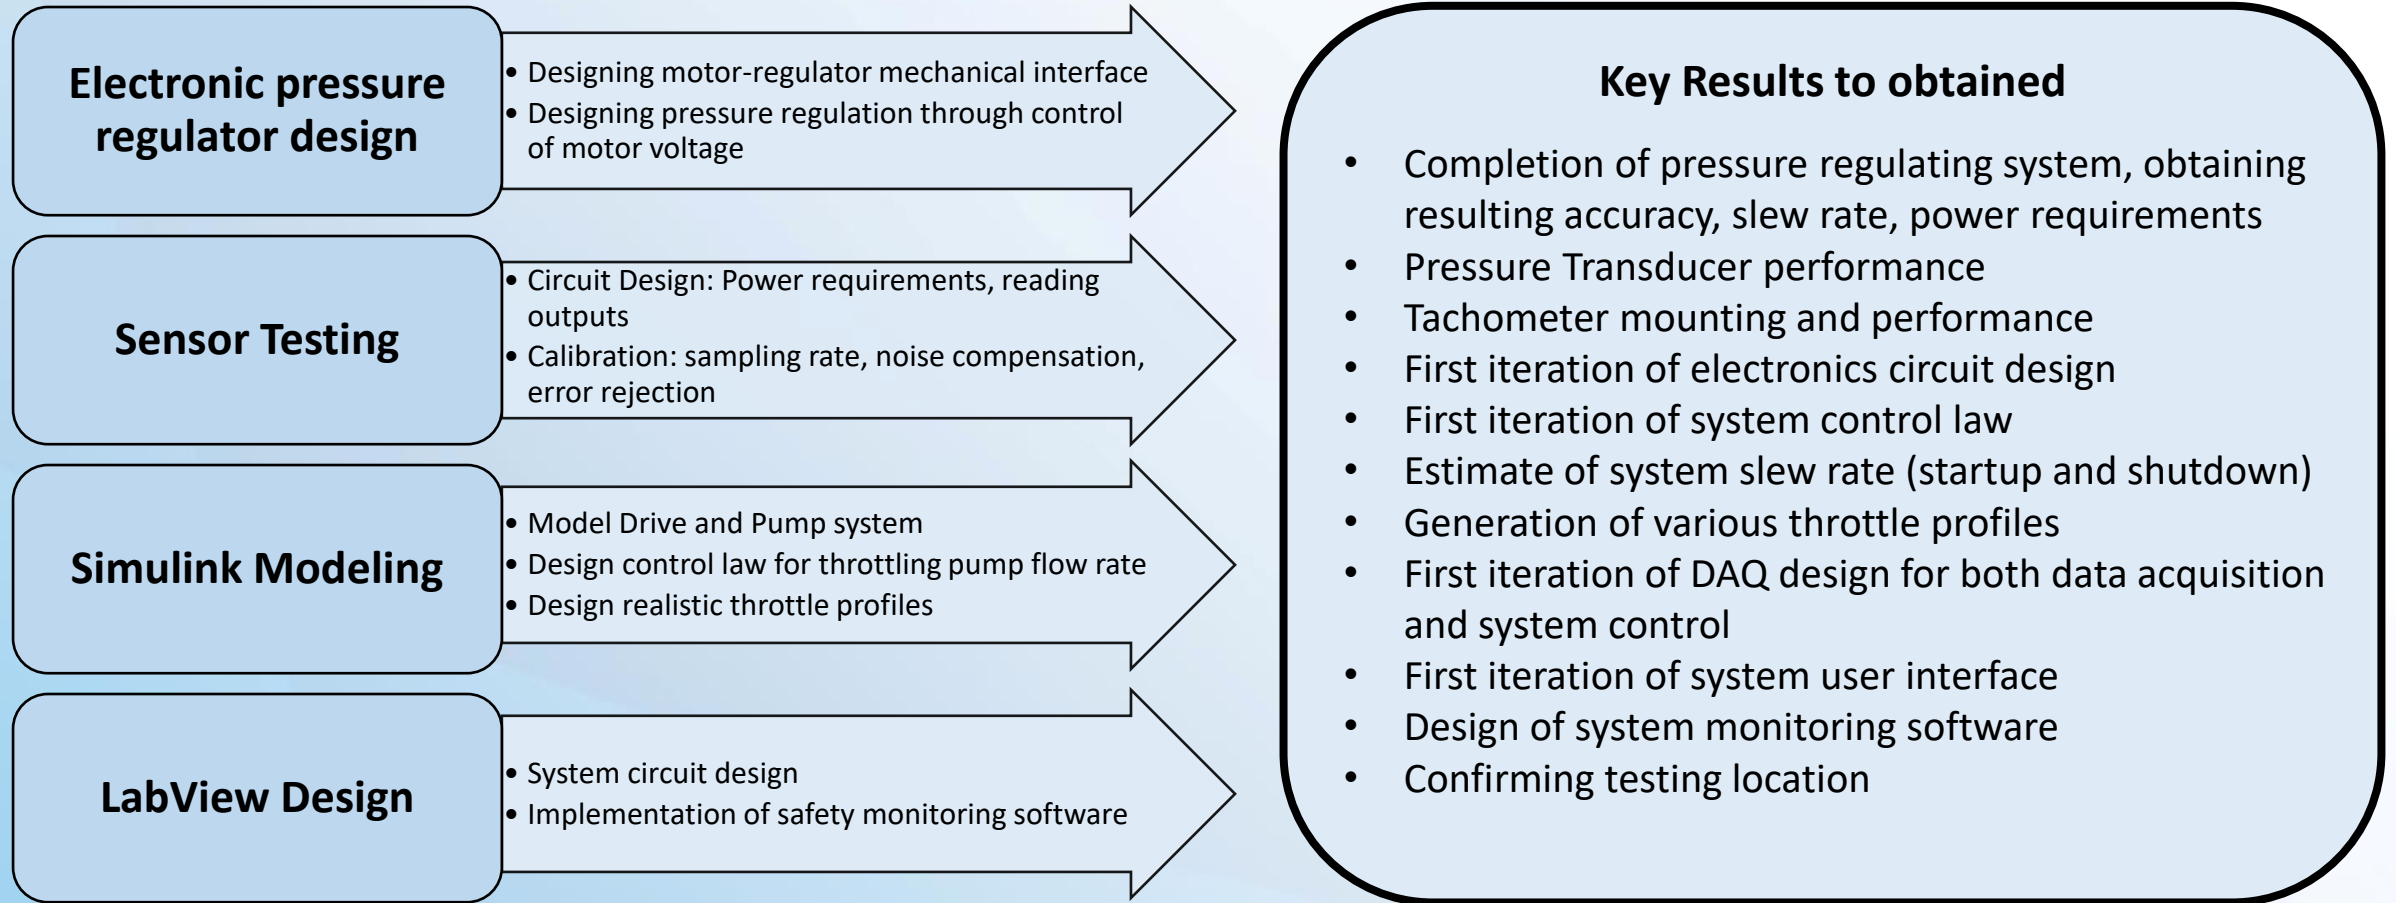 Electronic pressure
regulator design
• Designing motor-regulator mechanical interface
• Designing pressure regulation through control
of motor voltage
Sensor Testing
• Circuit Design: Power requirements, reading
outputs
• Calibration: sampling rate, noise compensation,
error rejection
Simulink Modeling
• Model Drive and Pump system
• Design control law for throttling pump flow rate
• Design realistic throttle profiles
LabView Design
• System circuit design
• Implementation of safety monitoring software
Key Results to obtained
• Completion of pressure regulating system, obtaining
resulting accuracy, slew rate, power requirements
• Pressure Transducer performance
• Tachometer mounting and performance
• First iteration of electronics circuit design
• First iteration of system control law
• Estimate of system slew rate (startup and shutdown)
• Generation of various throttle profiles
• First iteration of DAQ design for both data acquisition
and system control
• First iteration of system user interface
• Design of system monitoring software
• Confirming testing location